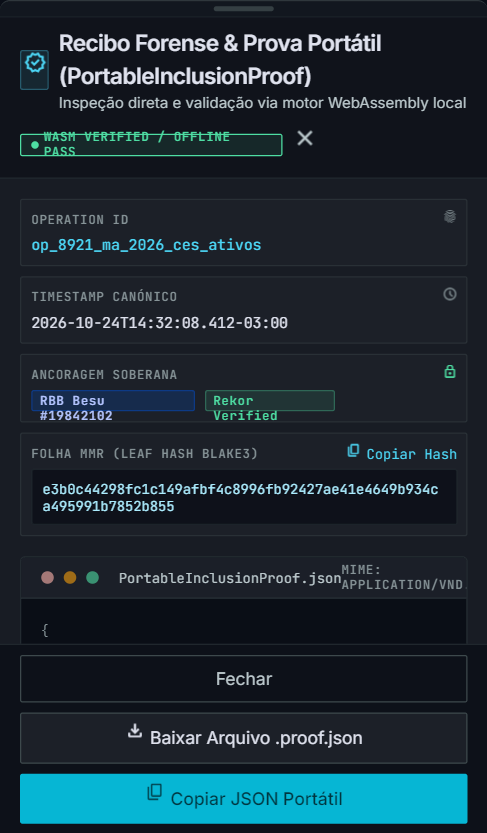 Recibo Forense & Prova Portátil
(PortableInclusionProof)
Inspeção direta e validação via motor WebAssembly local
WASM VERIFIED / OFFLINE
PASS
OPERATION ID
op_8921_ma_2026_ces_ativos
TIMESTAMP CANÓNICO
2026-10-24T14:32:08.412-03:00
ANCORAGEM SOBERANA
RBB Besu
#19842102
Rekor
Verified
FOLHA MMR (LEAF HASH BLAKE3)
Copiar Hash
e3b0c44298fc1c149afbf4c8996fb92427ae41e4649b934c
a495991b7852b855
PortableInclusionProof.json
MIME:
APPLICATION/VND.
{
Fechar
Baixar Arquivo .proof.json
Copiar JSON Portátil